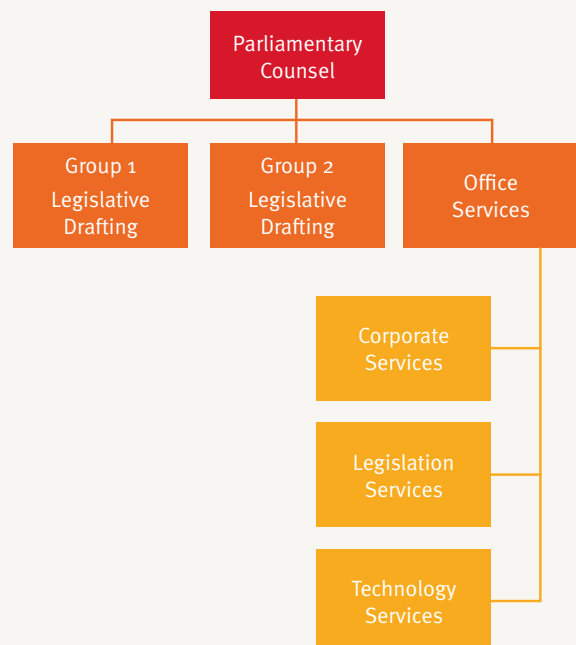 Parliamentary
Counsel
Group 1
Legislative
Drafting
Group 2
Legislative
Drafting
Office
Services
Corporate
Services
Legislation
Services
Technology
Services